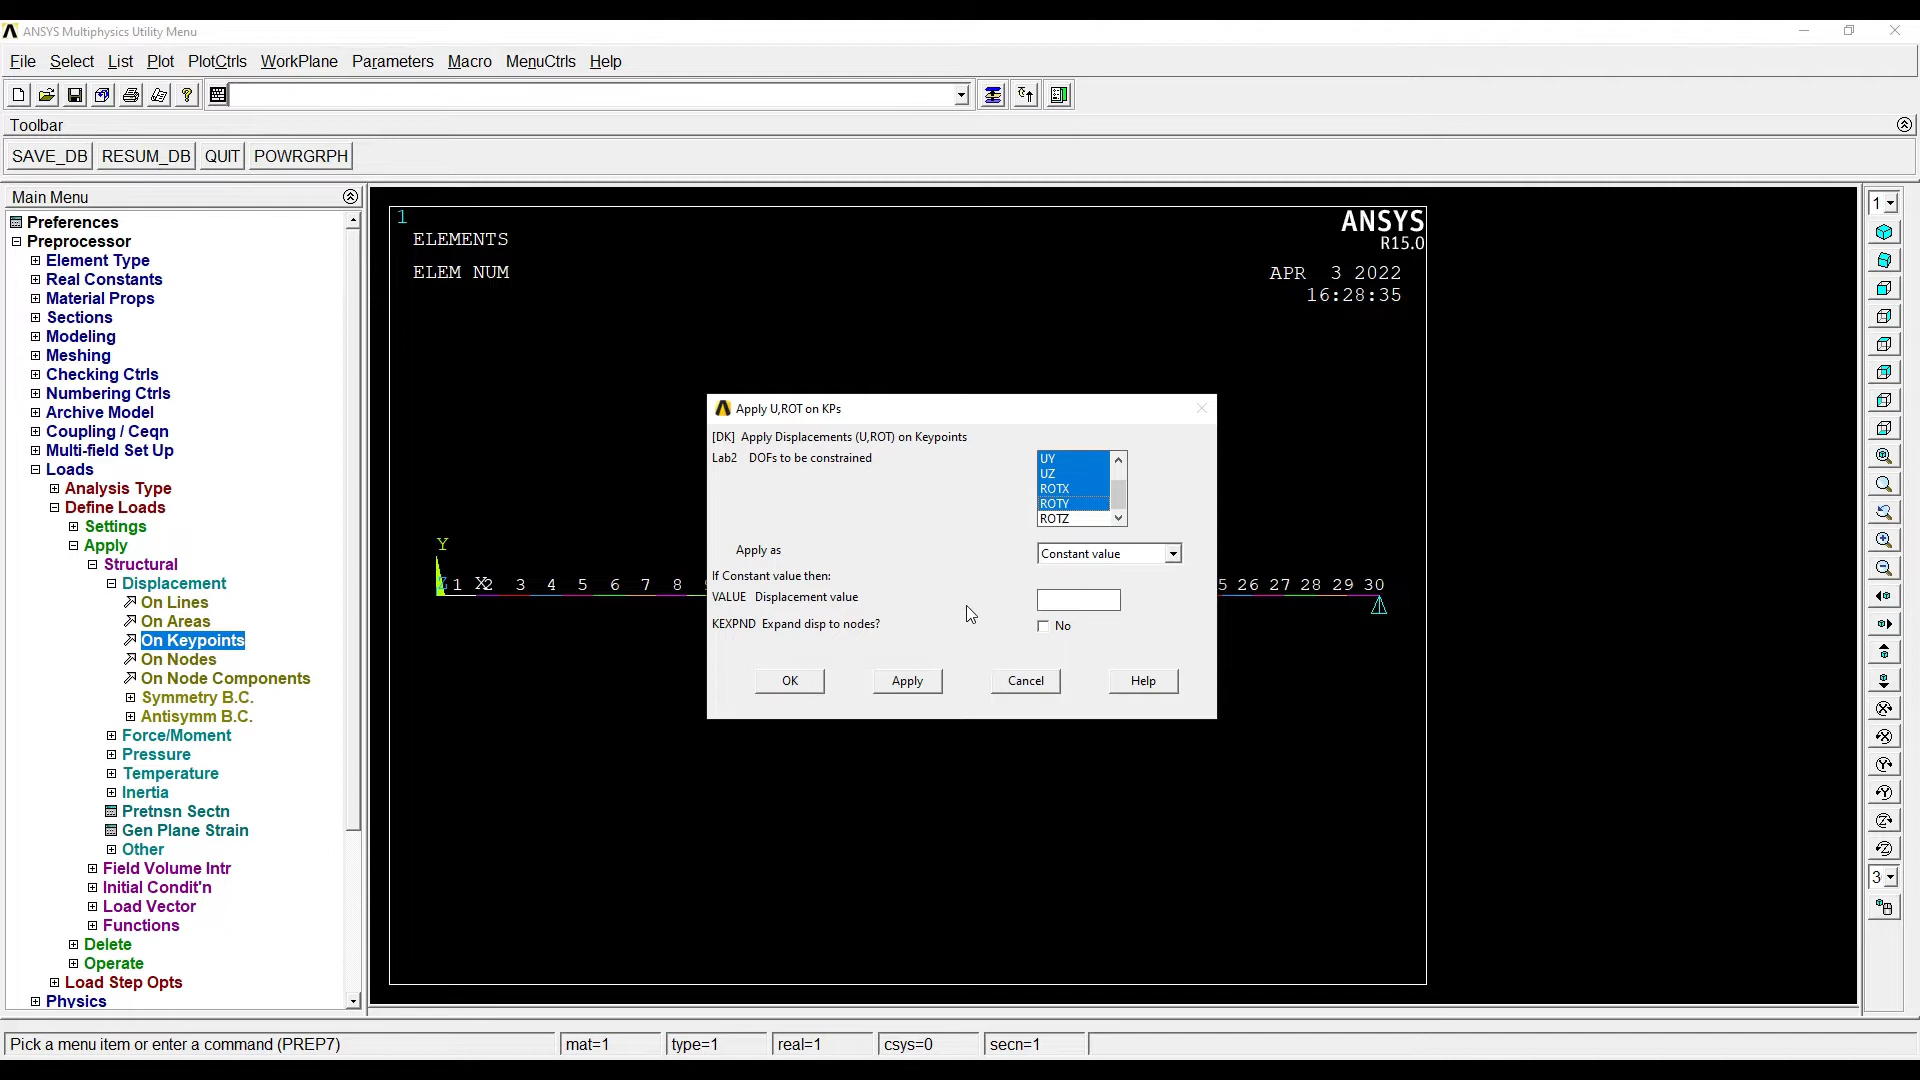 ANSYS Multiphysics Utility Menu
File Select List Plot PlotCtrls WorkPlane Parameters Macro MenuCtrls Help
Toolbar
SAVE_DB RESUM_DB QUIT POWRGRPH
Main Menu
Preferences
Preprocessor
Element Type
Real Constants
Material Props
Sections
Modeling
Meshing
Checking Ctrls
Numbering Ctrls
Archive Model
Coupling / Ceqn
Multi-field Set Up
Loads
Analysis Type
Define Loads
Settings
Apply
Structural
Displacement
On Lines
On Areas
On Keypoints
On Nodes
On Node Components
Symmetry B.C.
Antisymm B.C.
Force/Moment
Pressure
Temperature
Inertia
Pretnsn Sectn
Gen Plane Strain
Other
Field Volume Intr
Initial Condit'n
Load Vector
Functions
Delete
Operate
Load Step Opts
Physics
1
ELEMENTS
ELEM NUM
ANSYS
R15.0
APR 3 2022
16:28:35
Y
1 X2 3 4 5 6 7 8
5 26 27 28 29 30
Apply U,ROT on KPs
[DK] Apply Displacements (U,ROT) on Keypoints
Lab2 DOFs to be constrained
UY
UZ
ROTX
ROTY
ROTZ
Apply as
Constant value
If Constant value then:
VALUE Displacement value
KEXPND Expand disp to nodes?
No
OK Apply Cancel Help
1
3
Pick a menu item or enter a command (PREP7)
mat=1
type=1
real=1
csys=0
secn=1